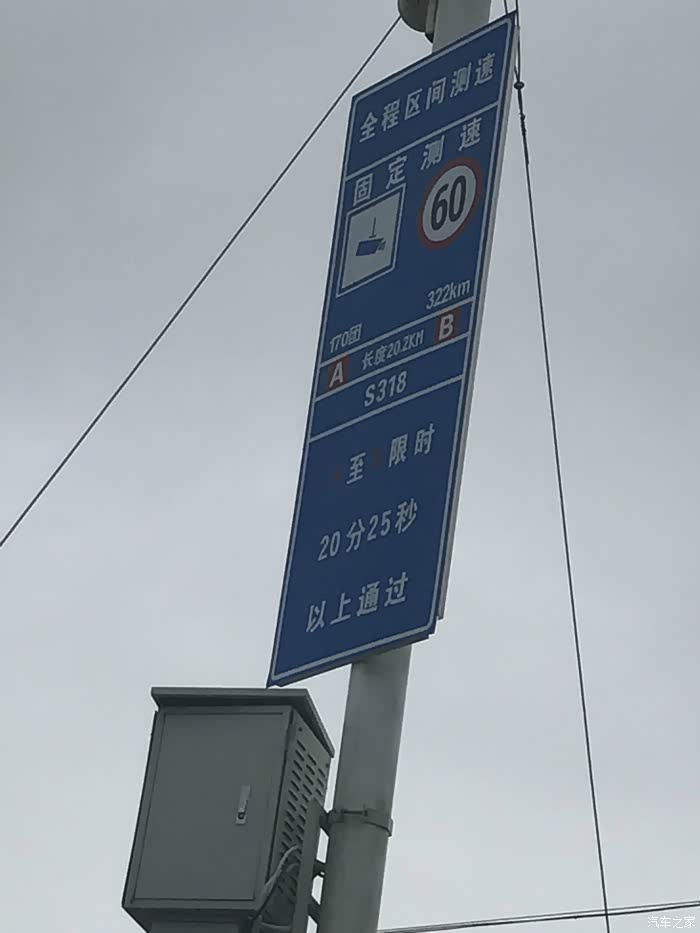 全程区间测速
固定测速
60
322km
170团
A 长度20.2KM B
S318
A至B限时
20分25秒
以上通过
汽车之家